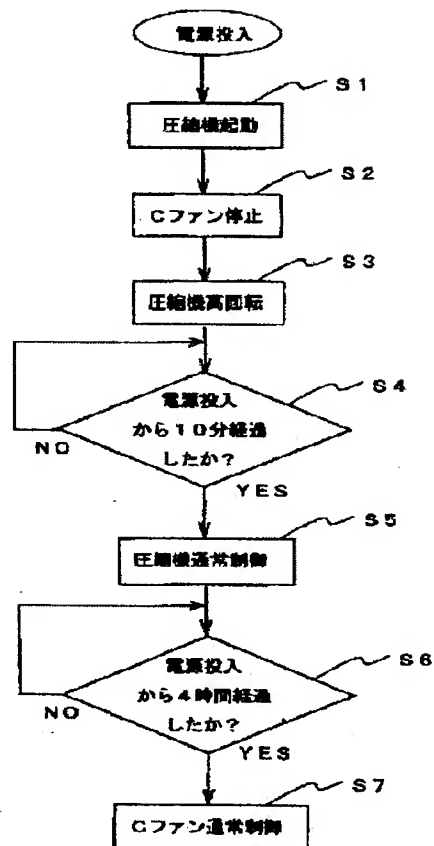 電源投入
S1
圧縮機起動
S2
Cファン停止
S3
圧縮機高回転
S4
電源投入
から10分経過
したか?
NO
YES
S5
圧縮機通常制御
S6
電源投入
から4時間経過
したか?
NO
YES
S7
Cファン通常制御